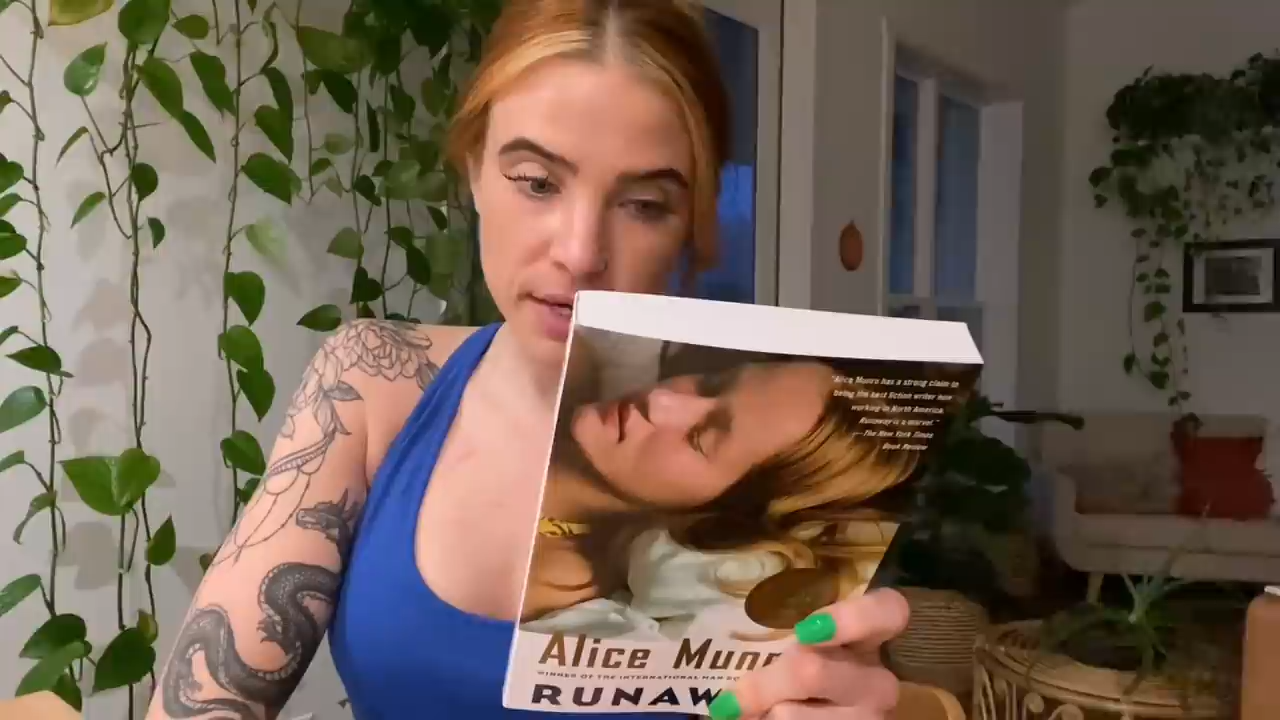 "Alice Munro has a strong claim to
being the best fiction writer now
working in North America.
Runaway is a marvel."
—The New York Times
Book Review
Alice Munr
WINNER OF THE INTERNATIONAL MAN BO
RUNAW